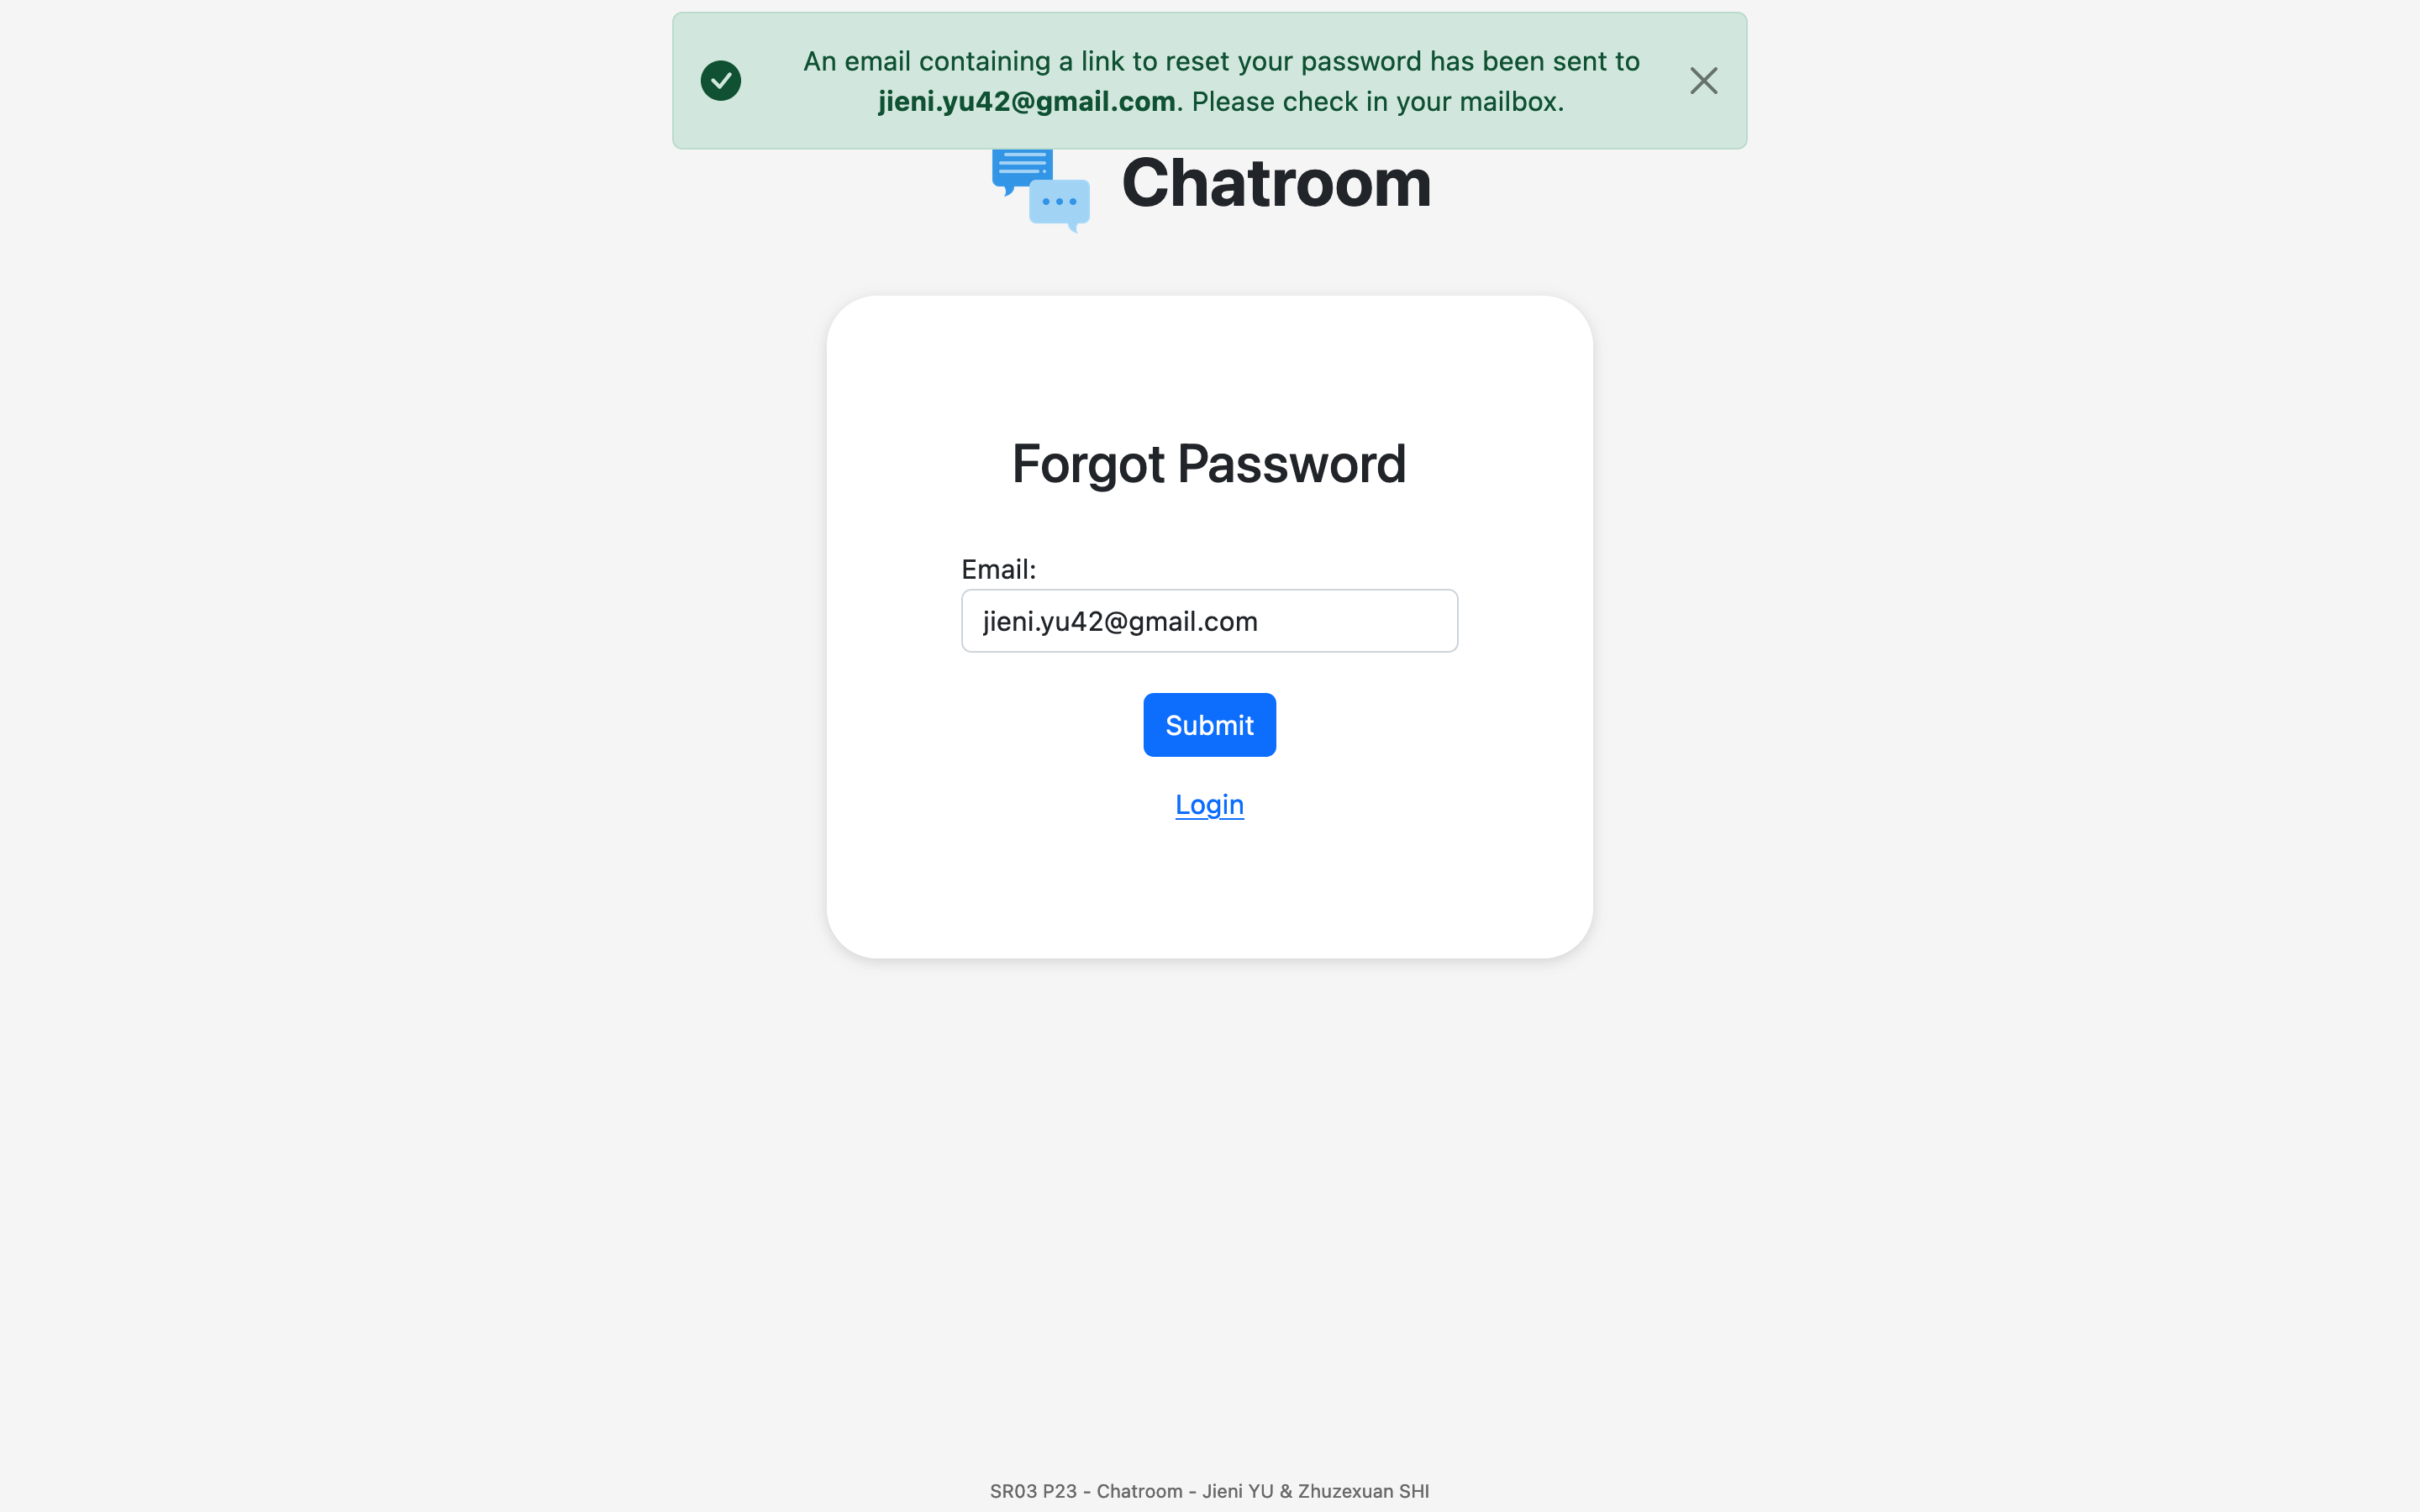 An email containing a link to reset your password has been sent to
jieni.yu42@gmail.com. Please check in your mailbox.
Chatroom
Forgot Password
Email:
jieni.yu42@gmail.com
Submit
Login
SR03 P23 - Chatroom - Jieni YU & Zhuzexuan SHI